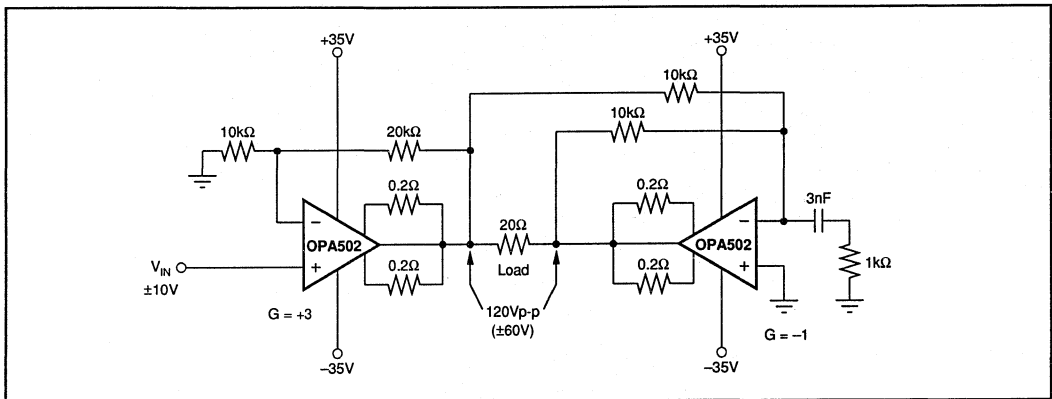 +35V
+35V
10kΩ
10kΩ
10kΩ
20kΩ
0.2Ω
0.2Ω
3nF
20Ω
−
OPA502
+
Load
−
OPA502
+
VIN
±10V
0.2Ω
0.2Ω
1kΩ
120Vp-p
(±60V)
G = +3
G = –1
–35V
–35V